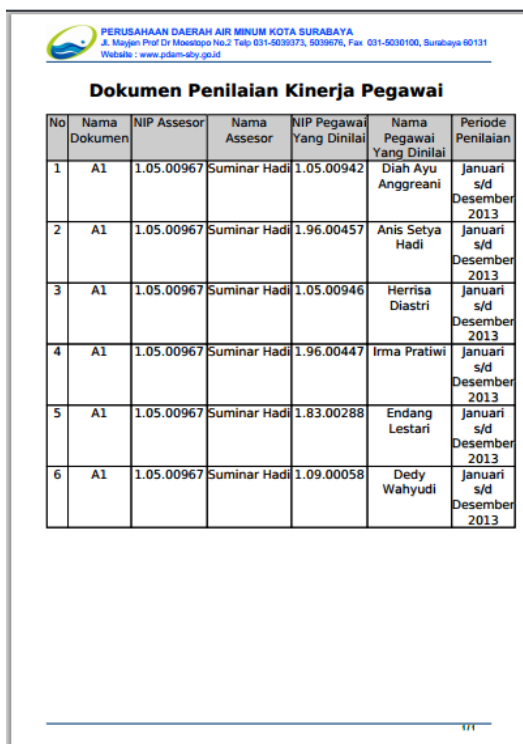 PERUSAHAAN DAERAH AIR MINUM KOTA SURABAYA
Jl. Mayjen Prof Dr Moestopo No.2 Telp 031-5039373, 5039676, Fax 031-5030100, Surabaya 60131
Website : www.pdam-sby.go.id
Dokumen Penilaian Kinerja Pegawai
No Nama Dokumen NIP Assesor Nama Assesor NIP Pegawai Yang Dinilai Nama Pegawai Yang Dinilai Periode Penilaian
1 A1 1.05.00967 Suminar Hadi 1.05.00942 Diah Ayu Anggreani Januari s/d Desember 2013
2 A1 1.05.00967 Suminar Hadi 1.96.00457 Anis Setya Hadi Januari s/d Desember 2013
3 A1 1.05.00967 Suminar Hadi 1.05.00946 Herrisa Diastri Januari s/d Desember 2013
4 A1 1.05.00967 Suminar Hadi 1.96.00447 Irma Pratiwi Januari s/d Desember 2013
5 A1 1.05.00967 Suminar Hadi 1.83.00288 Endang Lestari Januari s/d Desember 2013
6 A1 1.05.00967 Suminar Hadi 1.09.00058 Dedy Wahyudi Januari s/d Desember 2013
1/1